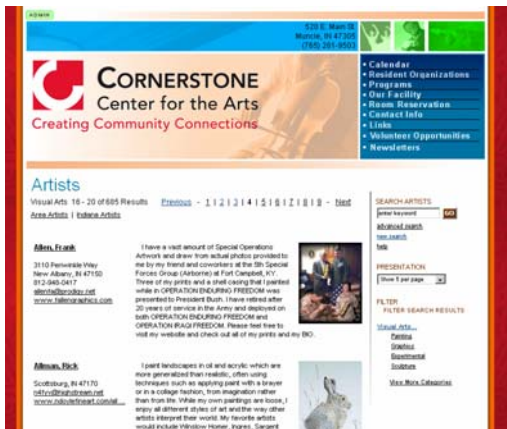 ADMIN
520 E. Main St.
Muncie, IN 47305
(765) 281-9503
CORNERSTONE
Center for the Arts
Creating Community Connections
• Calendar
• Resident Organizations
• Programs
• Our Facility
• Room Reservation
• Contact Info
• Links
• Volunteer Opportunities
• Newsletters
Artists
Visual Arts 16 - 20 of 605 Results Previous - 1 | 2 | 3 | 4 | 5 | 6 | 7 | 8 | 9 - Next
Area Artists | Indiana Artists
Allen, Frank
3110 Periwinkle Way
New Albany, IN 47150
812-948-0417
I have a vast amount of Special Operations
Artwork and draw from actual photos provided to
me by my friend and coworkers at the 5th Special
Forces Group (Airborne) at Fort Campbell, KY.
Three of my prints and a shell casing that I painted
while in OPERATION ENDURING FREEDOM was
presented to President Bush. I have retired after
20 years of service in the Army and deployed on
both OPERATION ENDURING FREEDOM and
OPERATION IRAQI FREEDOM. Please feel free to
visit my website and check out all of my prints and my BIO.
Allman, Rick
Scottsburg, IN 47170
I paint landscapes in oil and acrylic which are
more generalized than realistic, often using
techniques such as applying paint with a brayer
or in a collage fashion, from imagination rather
than from life. While my own paintings are loose, I
enjoy all different styles of art and the way other
artists interpret their world. My favorite artists
would include Winslow Homer, Ingres, Sargent
SEARCH ARTISTS
enter keyword GO
advanced search
new search
help
PRESENTATION
Show 5 per page
FILTER
FILTER SEARCH RESULTS
Visual Arts...
Painting
Graphics
Experimental
Sculpture
View More Categories